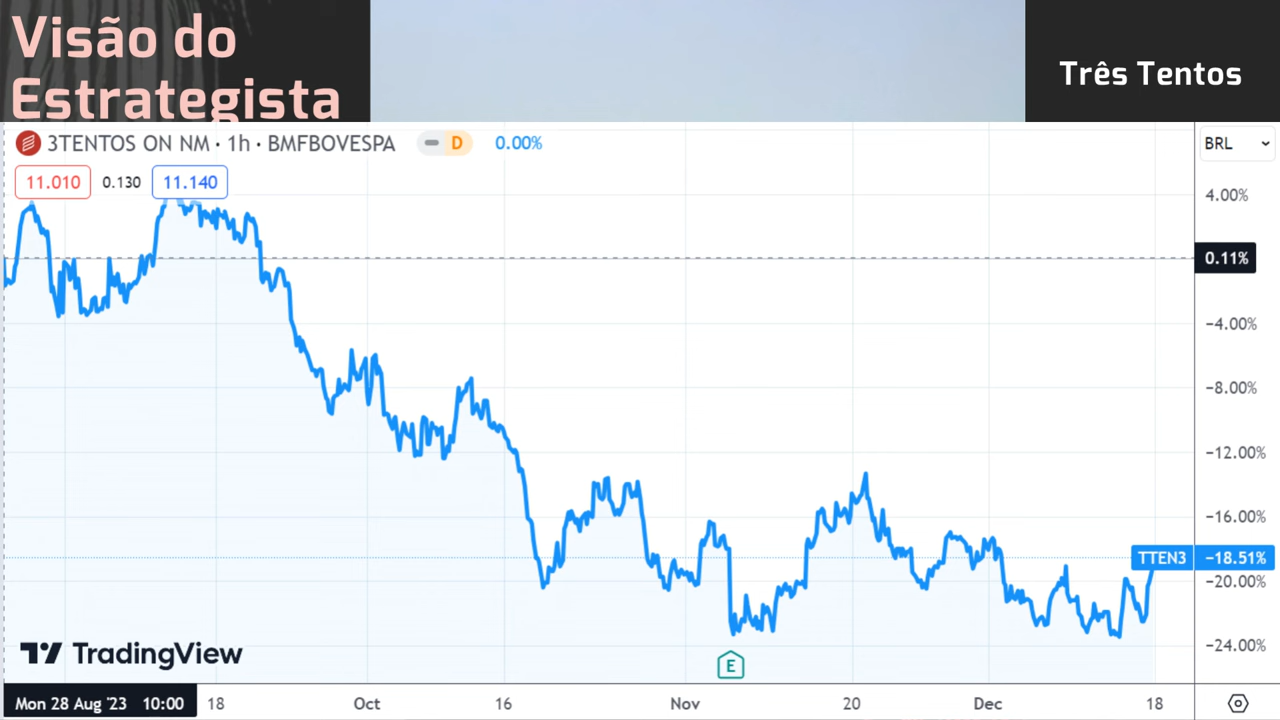 Visão do
Estrategista
Três Tentos
3TENTOS ON NM · 1h · BMFBOVESPA
D
0.00%
BRL
11.010
0.130
11.140
4.00%
0.11%
−4.00%
−8.00%
−12.00%
−16.00%
TTEN3
−18.51%
−20.00%
−24.00%
TradingView
E
Mon 28 Aug '23 10:00
18
Oct
16
Nov
20
Dec
18